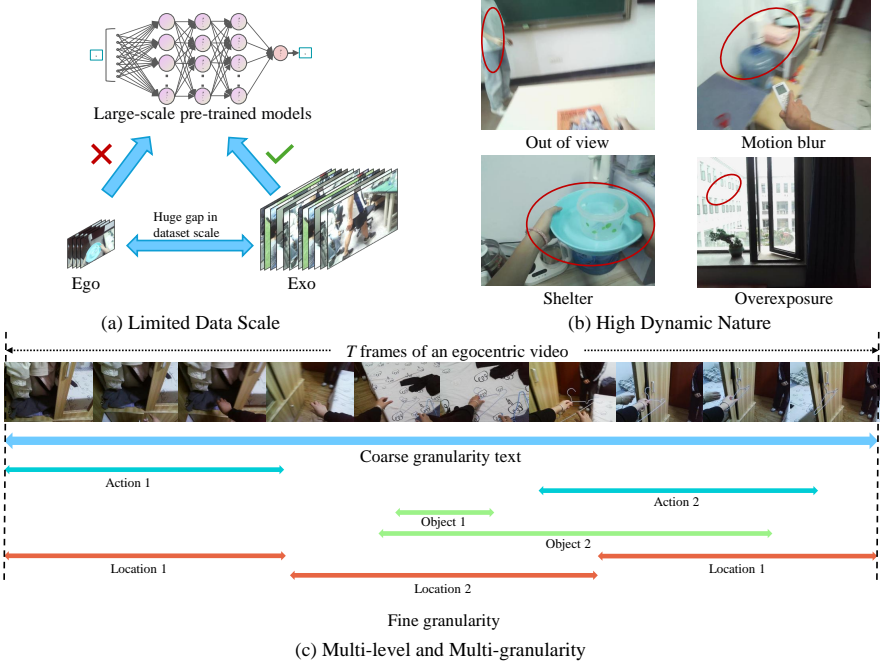 Large-scale pre-trained models
Huge gap in
dataset scale
Ego
Exo
(a) Limited Data Scale
Out of view
Motion blur
Shelter
Overexposure
(b) High Dynamic Nature
T frames of an egocentric video
Coarse granularity text
Action 1
Action 2
Object 1
Object 2
Location 1
Location 1
Location 2
Fine granularity
(c) Multi-level and Multi-granularity